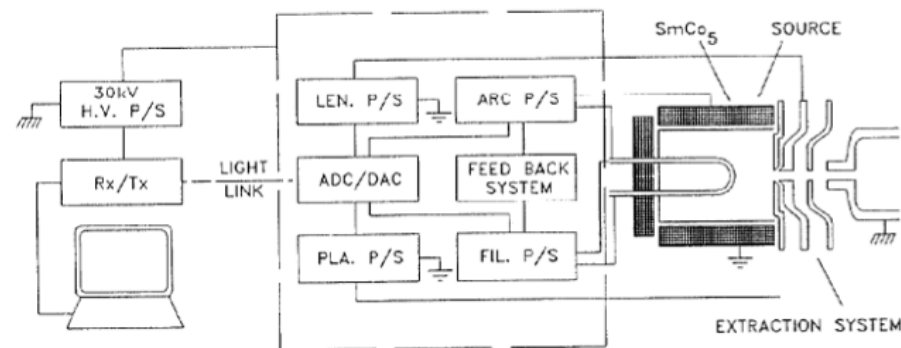 SmCo5
SOURCE
30kV
H.V. P/S
LEN. P/S
ARC P/S
Rx/Tx
LIGHT
LINK
ADC/DAC
FEED BACK
SYSTEM
PLA. P/S
FIL. P/S
EXTRACTION SYSTEM